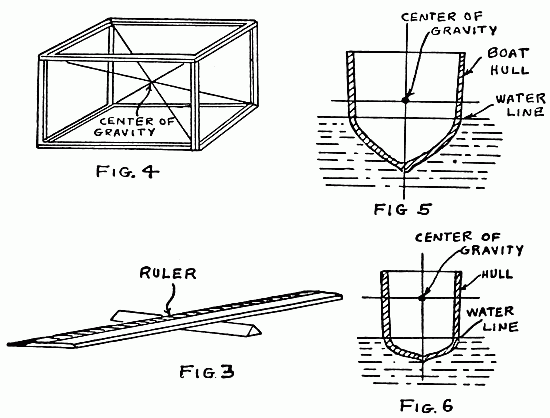 CENTER OF
GRAVITY
FIG. 4
CENTER OF
GRAVITY
BOAT
HULL
WATER
LINE
FIG 5
RULER
FIG. 3
CENTER OF
GRAVITY
HULL
WATER
LINE
FIG. 6